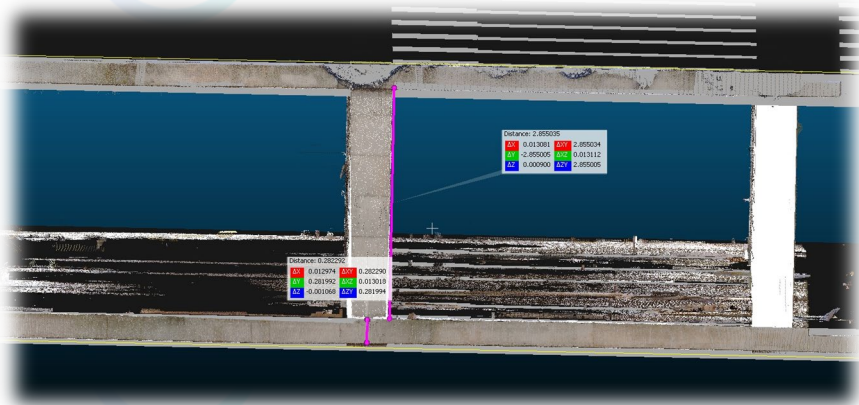 Distance: 2.855035
ΔX 0.013081 ΔXY 2.855034
ΔY -2.855005 ΔXZ 0.013112
ΔZ 0.000900 ΔZY 2.855005
Distance: 0.282292
ΔX 0.012974 ΔXY 0.282290
ΔY 0.281992 ΔXZ 0.013018
ΔZ -0.001068 ΔZY 0.281994